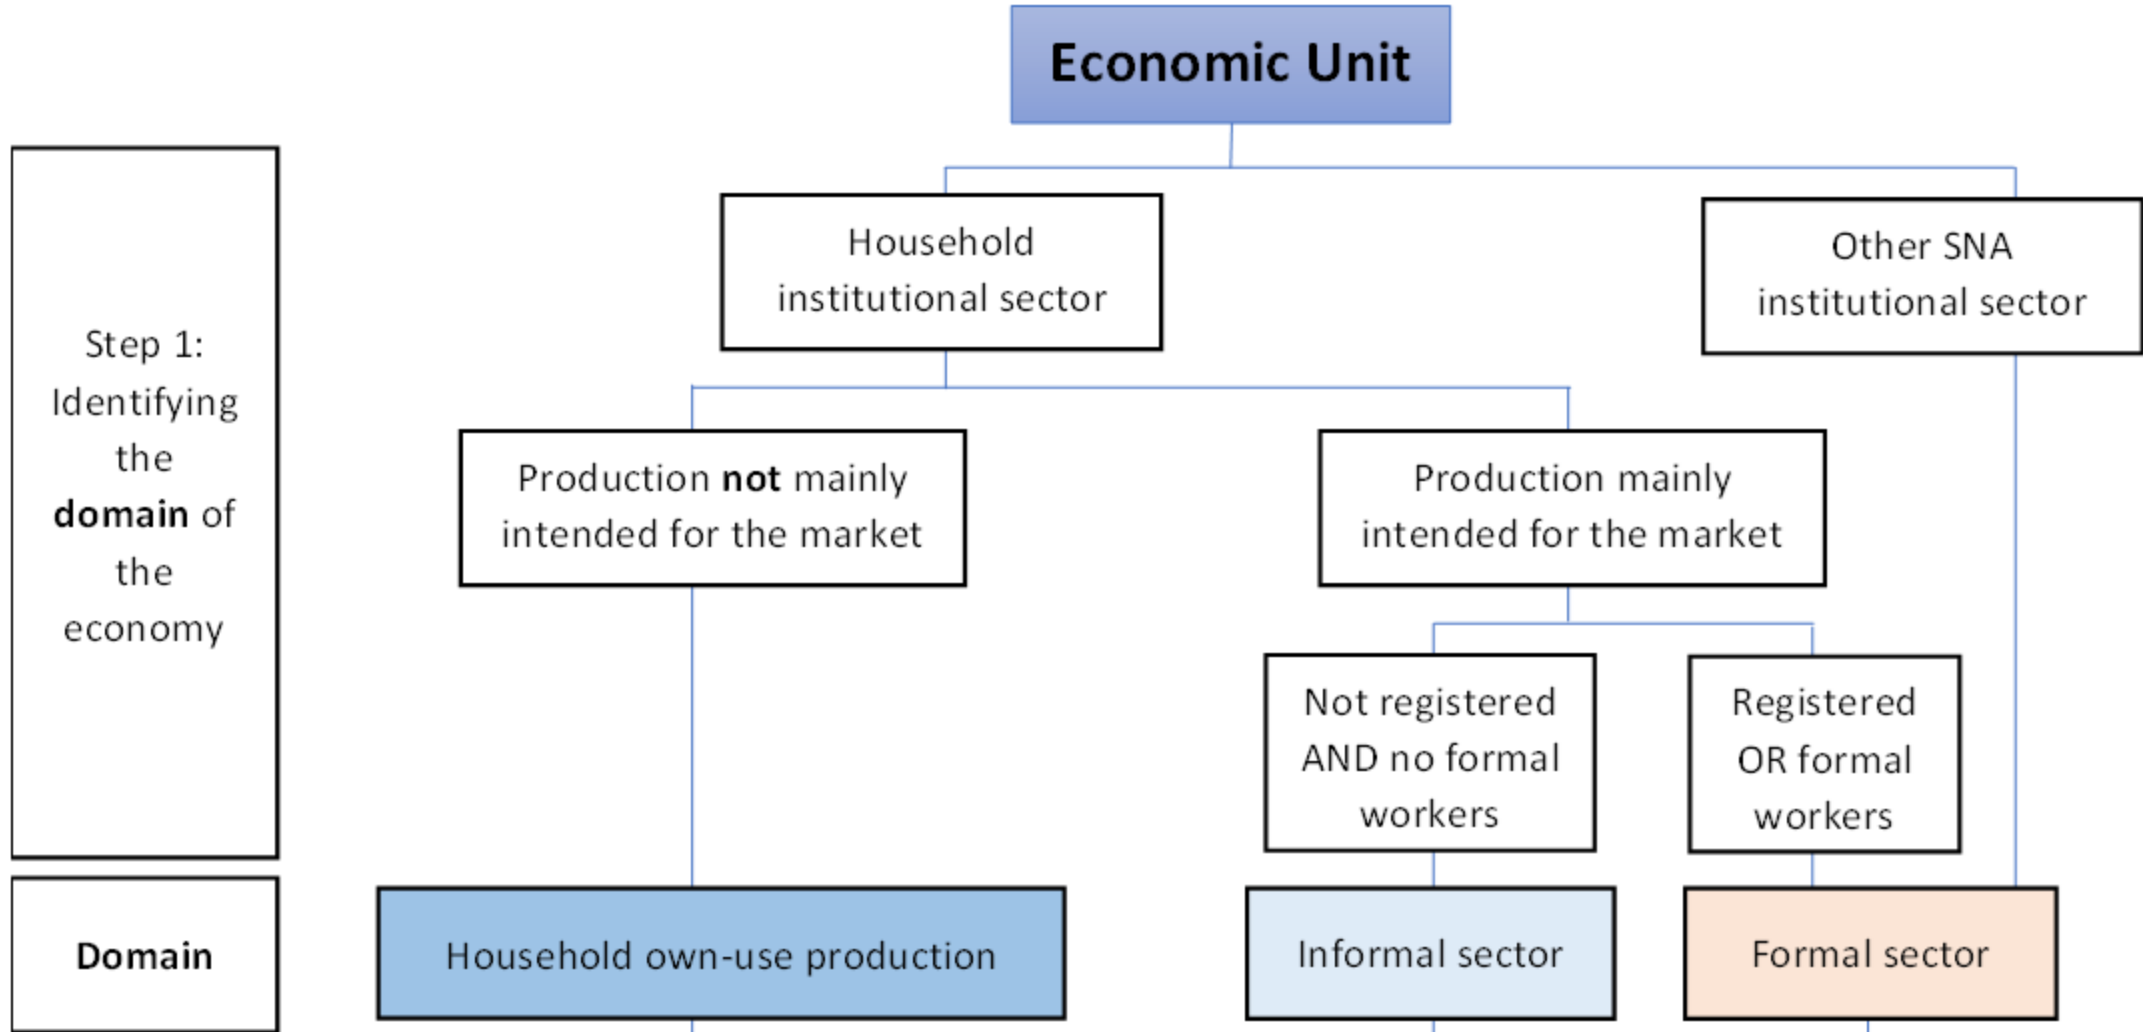 Economic Unit
Household
institutional sector
Other SNA
institutional sector
Step 1:
Identifying
the
domain of
the
economy
Production not mainly
intended for the market
Production mainly
intended for the market
Not registered
AND no formal
workers
Registered
OR formal
workers
Domain
Household own-use production
Informal sector
Formal sector